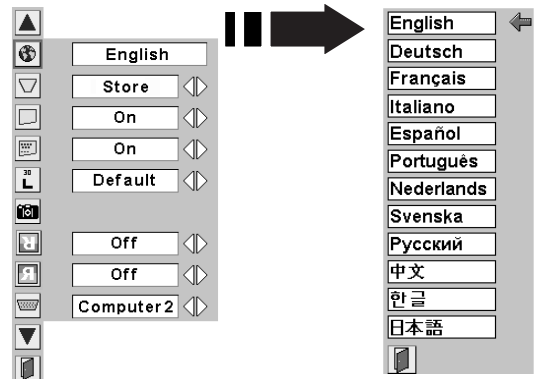 English
Store
On
On
30
L
Default
Off
Off
Computer2
English
Deutsch
Français
Italiano
Español
Português
Nederlands
Svenska
Русский
中文
한글
日本語